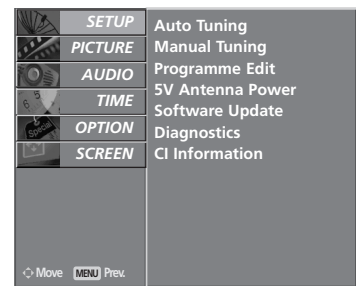 SETUP
PICTURE
AUDIO
TIME
OPTION
SCREEN
Auto Tuning
Manual Tuning
Programme Edit
5V Antenna Power
Software Update
Diagnostics
CI Information
Move MENU Prev.